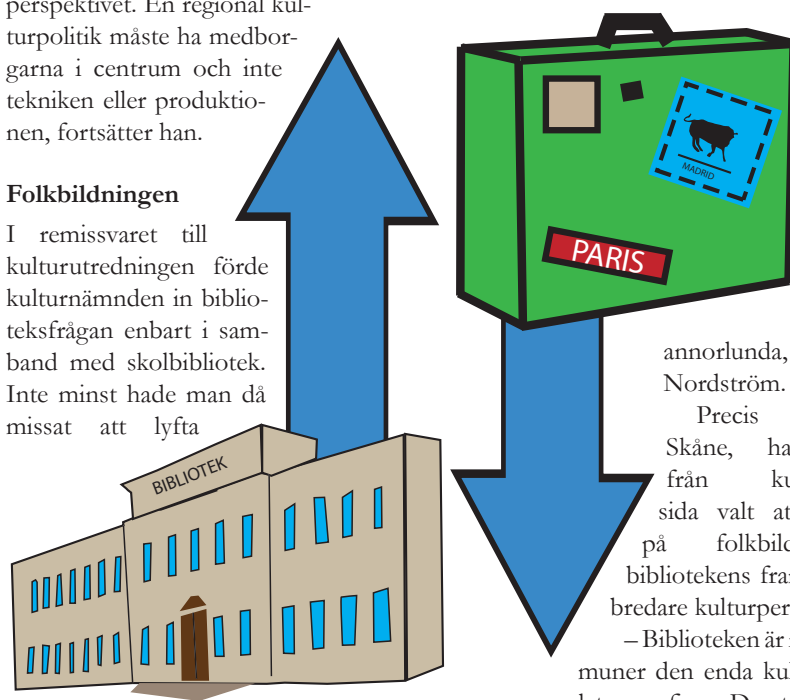 perspektivet. En regional kul-
turpolitik måste ha medbor-
garna i centrum och inte
tekniken eller produktio-
nen, fortsätter han.
Folkbildningen
I remissvaret till
kulturutredningen förde
kulturnämnden in biblio-
teksfrågan enbart i sam-
band med skolbibliotek.
Inte minst hade man då
missat att lyfta
BIBLIOTEK
MADRID
PARIS
annorlunda,
Nordström.
Precis
Skåne, ha
från ku
sida valt at
på folkbild
bibliotekens fra
bredare kulturper
– Biblioteken är
muner den enda kul